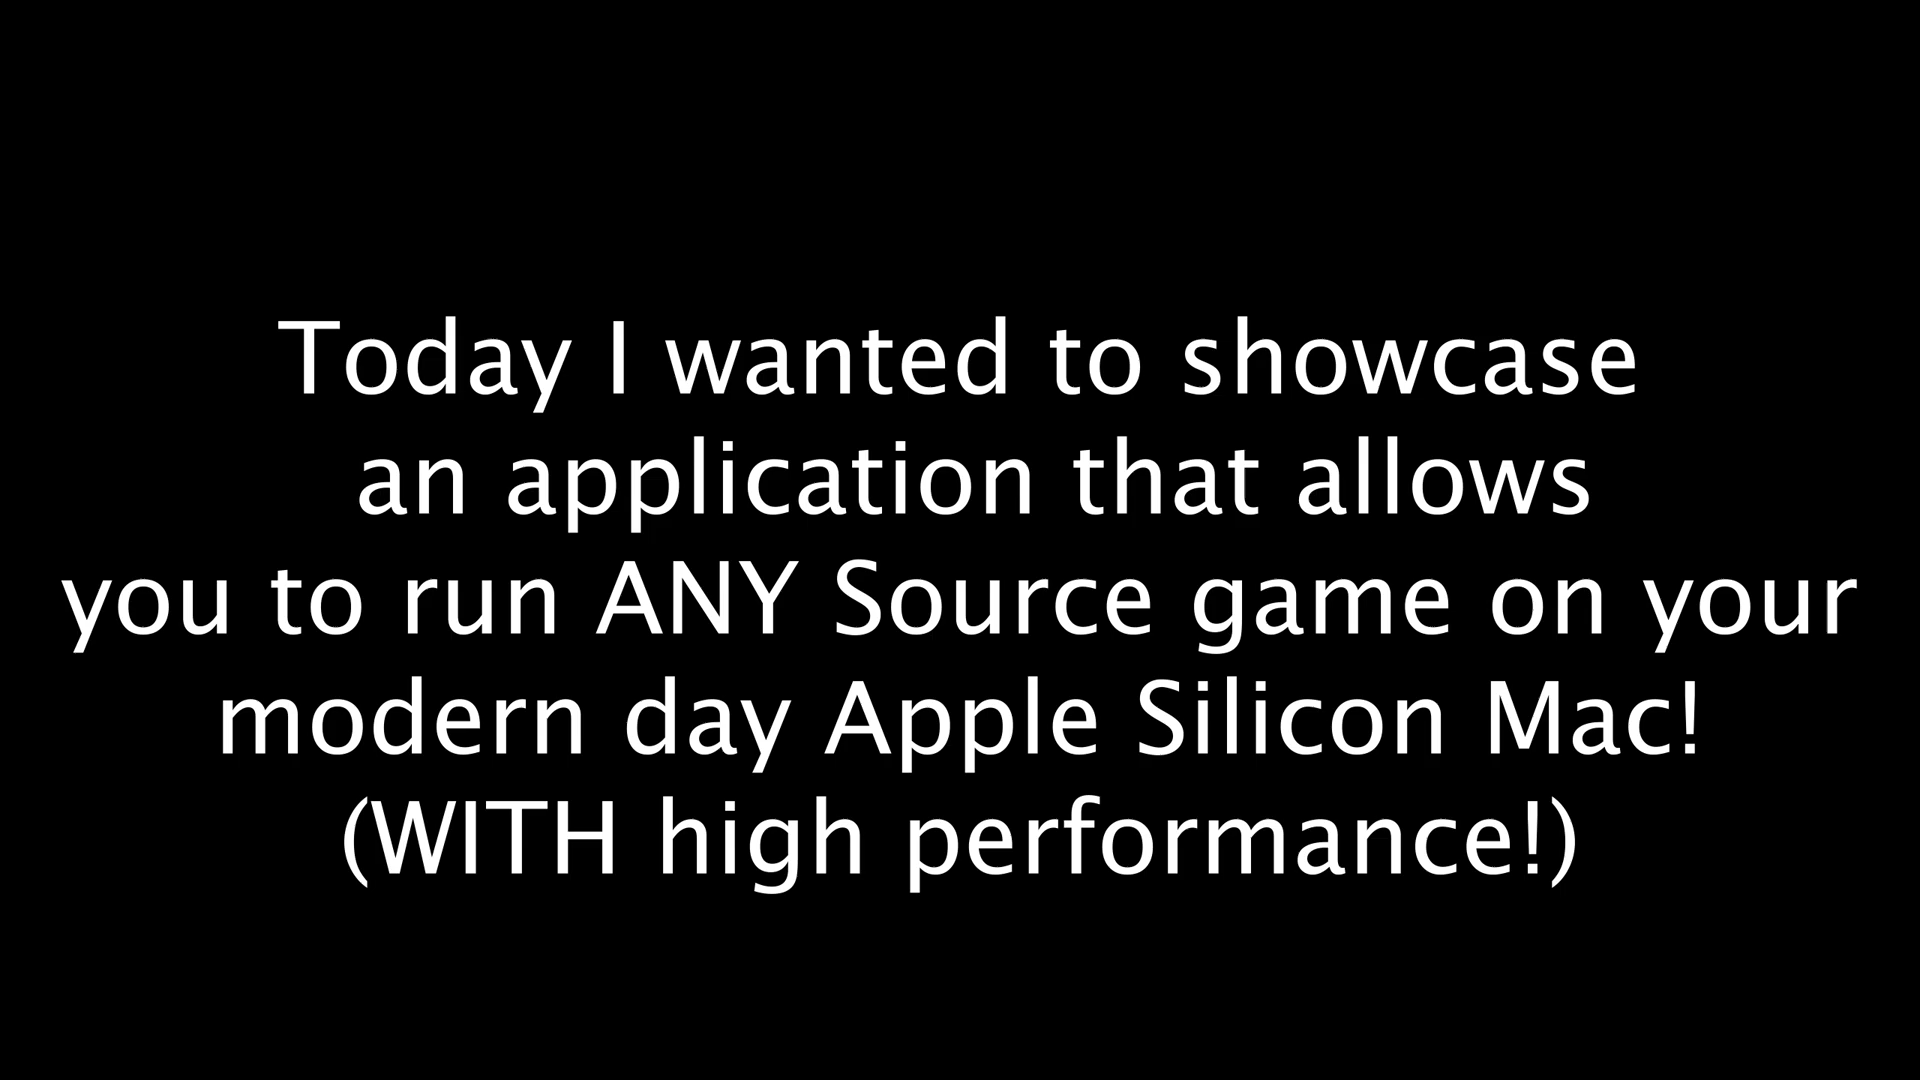 Today I wanted to showcase
an application that allows
you to run ANY Source game on your
modern day Apple Silicon Mac!
(WITH high performance!)